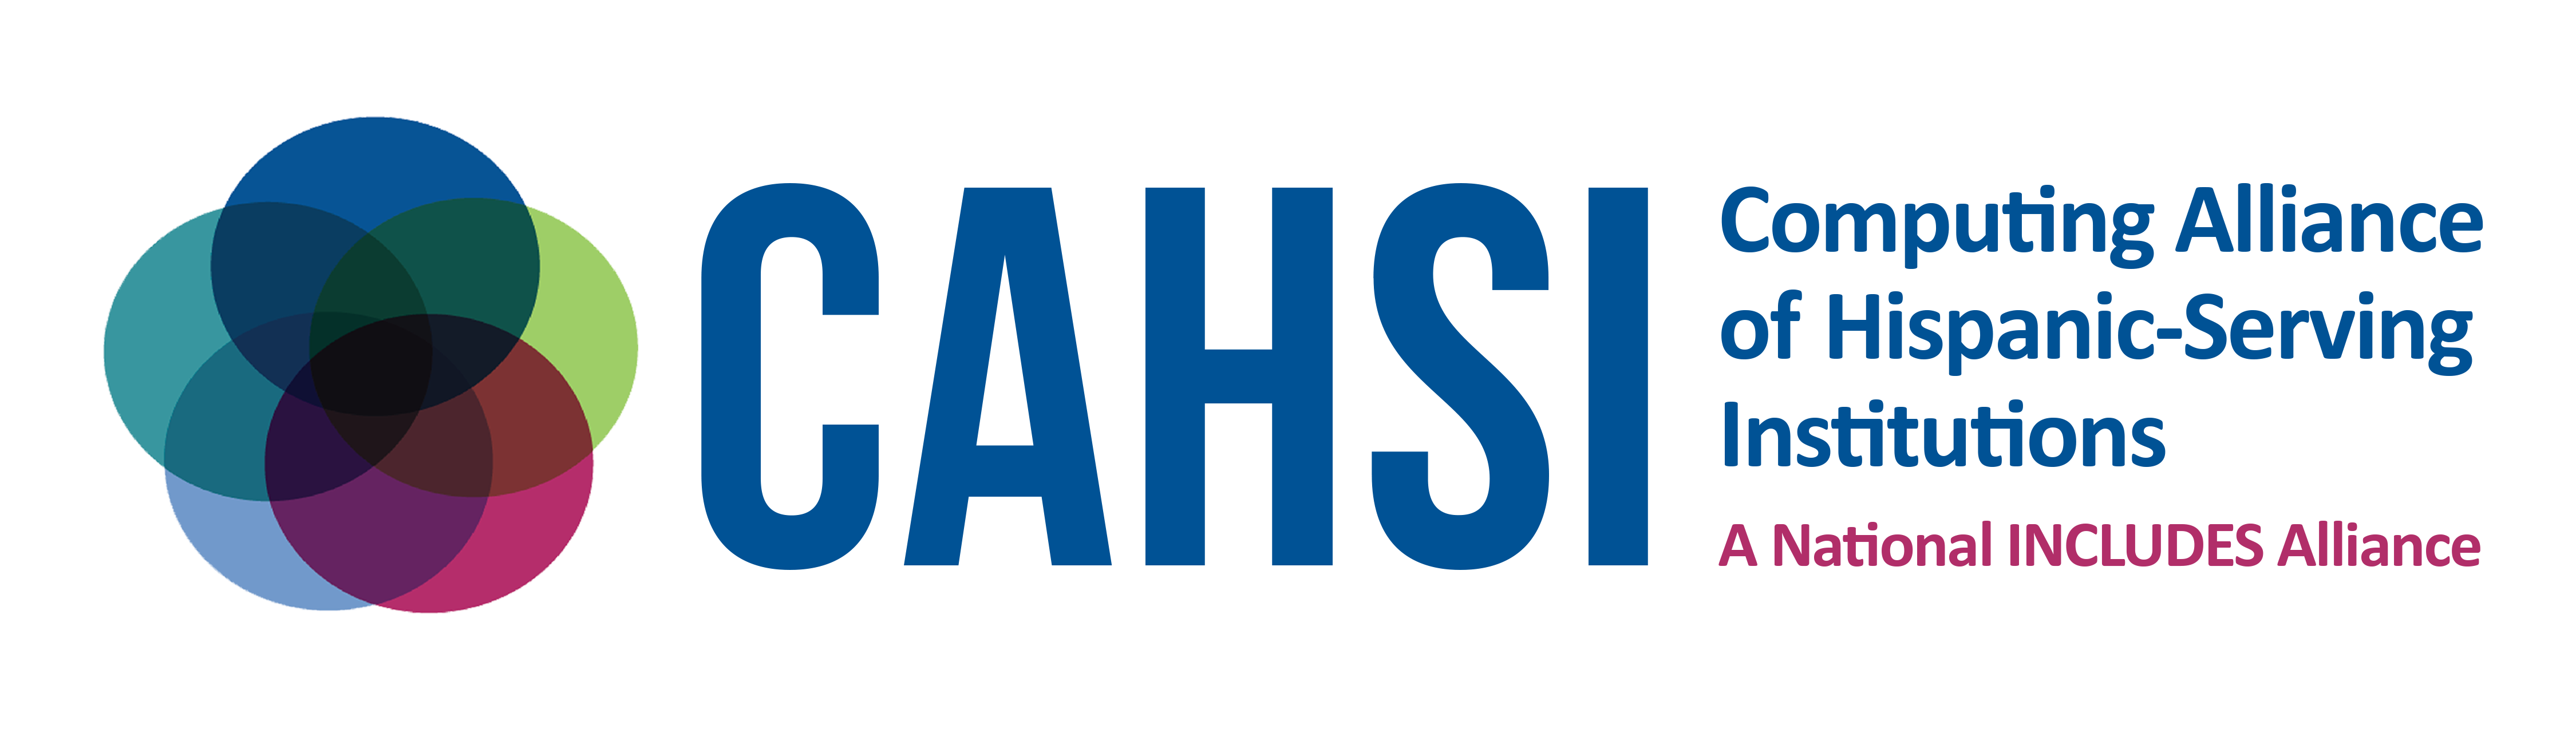 CAHSI
Computing Alliance
of Hispanic-Serving
Institutions
A National INCLUDES Alliance